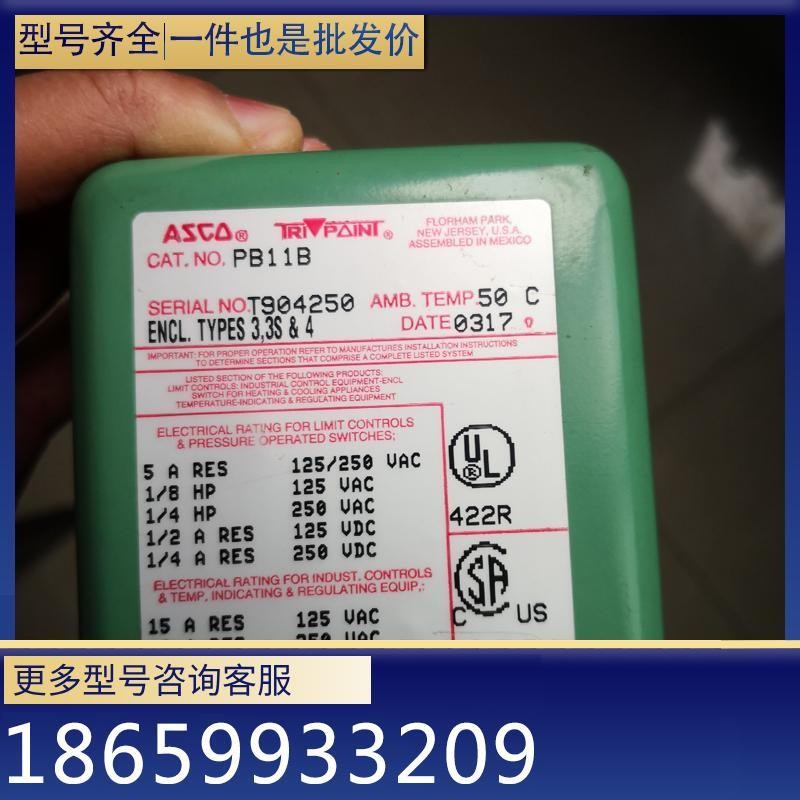 型号齐全|一件也是批发价
ASCO® TRI▼POINT®
FLORHAM PARK,
NEW JERSEY, U.S.A.
ASSEMBLED IN MEXICO
CAT. NO. PB11B
SERIAL NO. T904250 AMB. TEMP. 50 C
ENCL. TYPES 3,3S & 4 DATE 0317
IMPORTANT: FOR PROPER OPERATION REFER TO MANUFACTURES INSTALLATION INSTRUCTIONS
TO DETERMINE SECTIONS THAT COMPRISE A COMPLETE LISTED SYSTEM
LISTED SECTION OF THE FOLLOWING PRODUCTS:
LIMIT CONTROLS: INDUSTRIAL CONTROL EQUIPMENT-ENCL
SWITCH FOR HEATING & COOLING APPLIANCES
TEMPERATURE-INDICATING & REGULATING EQUIPMENT
ELECTRICAL RATING FOR LIMIT CONTROLS
& PRESSURE OPERATED SWITCHES;
5 A RES 125/250 VAC
1/8 HP 125 VAC
1/4 HP 250 VAC
1/2 A RES 125 VDC
1/4 A RES 250 VDC
UL®
422R
ELECTRICAL RATING FOR INDUST. CONTROLS
& TEMP. INDICATING & REGULATING EQUIP.:
15 A RES 125 VAC
SA
C US
更多型号咨询客服
18659933209